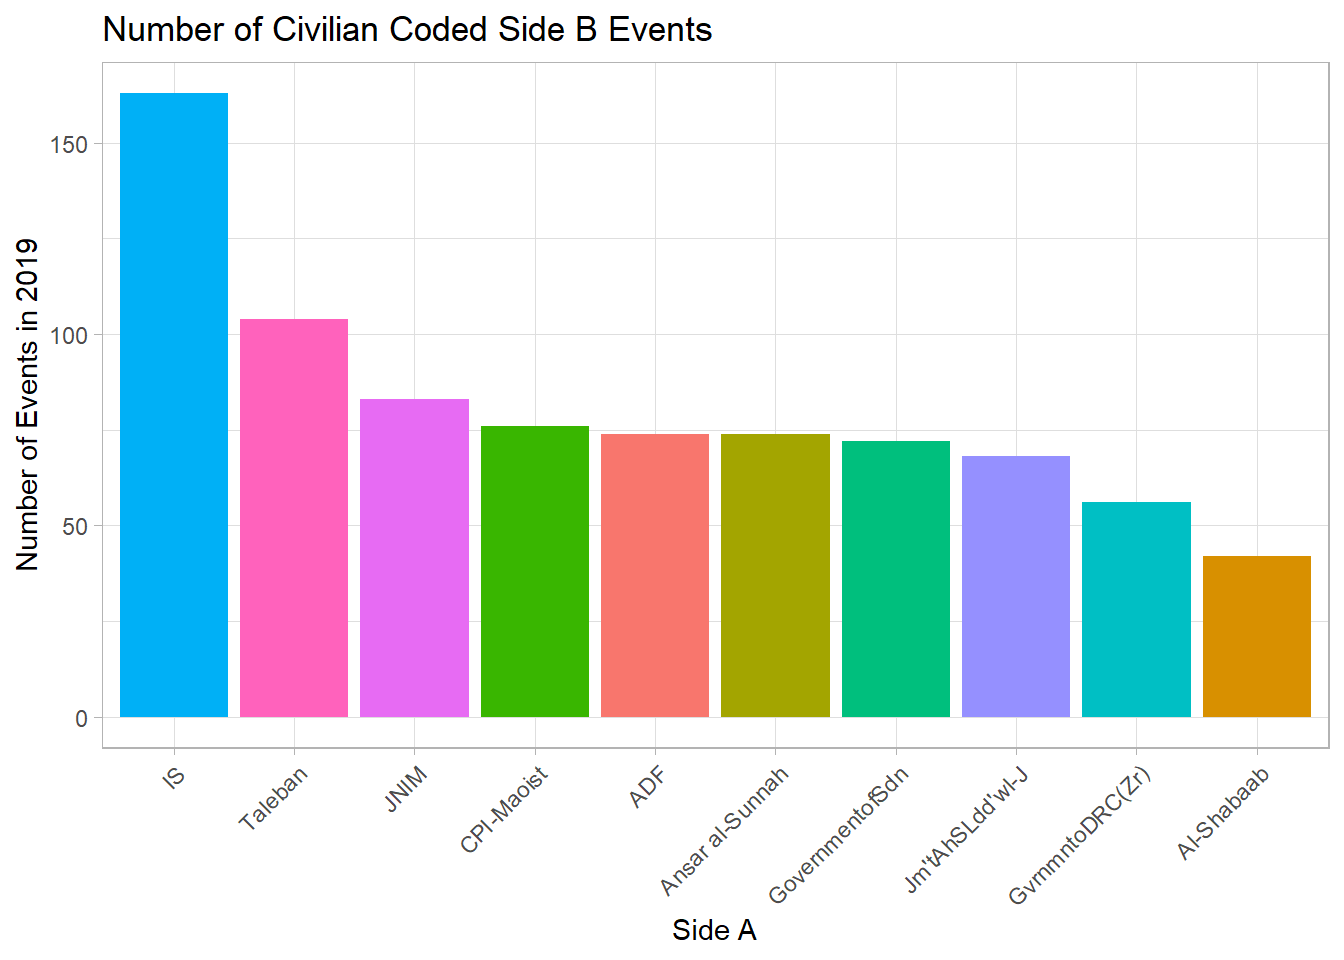 Number of Civilian Coded Side B Events
Number of Events in 2019
150
100
50
0
IS
Taleban
JNIM
CPI-Maoist
ADF
Ansar al-Sunnah
GovernmentofSdn
Jm'tAhSLdd'wl-J
GvrnmntoDRC(Zr)
Al-Shabaab
Side A